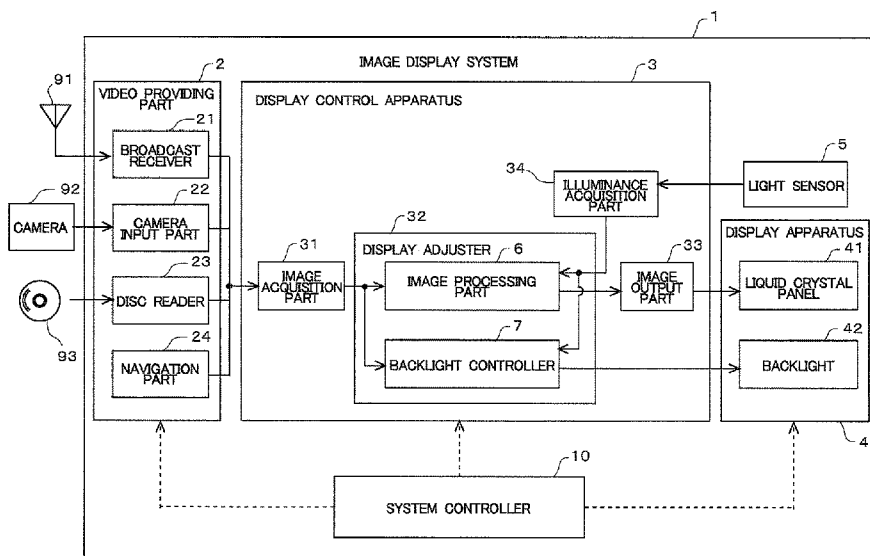 1
IMAGE DISPLAY SYSTEM
2
3
91
VIDEO PROVIDING
PART
21
BROADCAST
RECEIVER
92
CAMERA
22
CAMERA
INPUT PART
23
DISC READER
93
24
NAVIGATION
PART
DISPLAY CONTROL APPARATUS
31
IMAGE
ACQUISITION
PART
32
DISPLAY ADJUSTER
6
IMAGE PROCESSING
PART
7
BACKLIGHT CONTROLLER
34
ILLUMINANCE
ACQUISITION
PART
33
IMAGE
OUTPUT
PART
5
LIGHT SENSOR
DISPLAY APPARATUS
41
LIQUID CRYSTAL
PANEL
42
BACKLIGHT
4
10
SYSTEM CONTROLLER